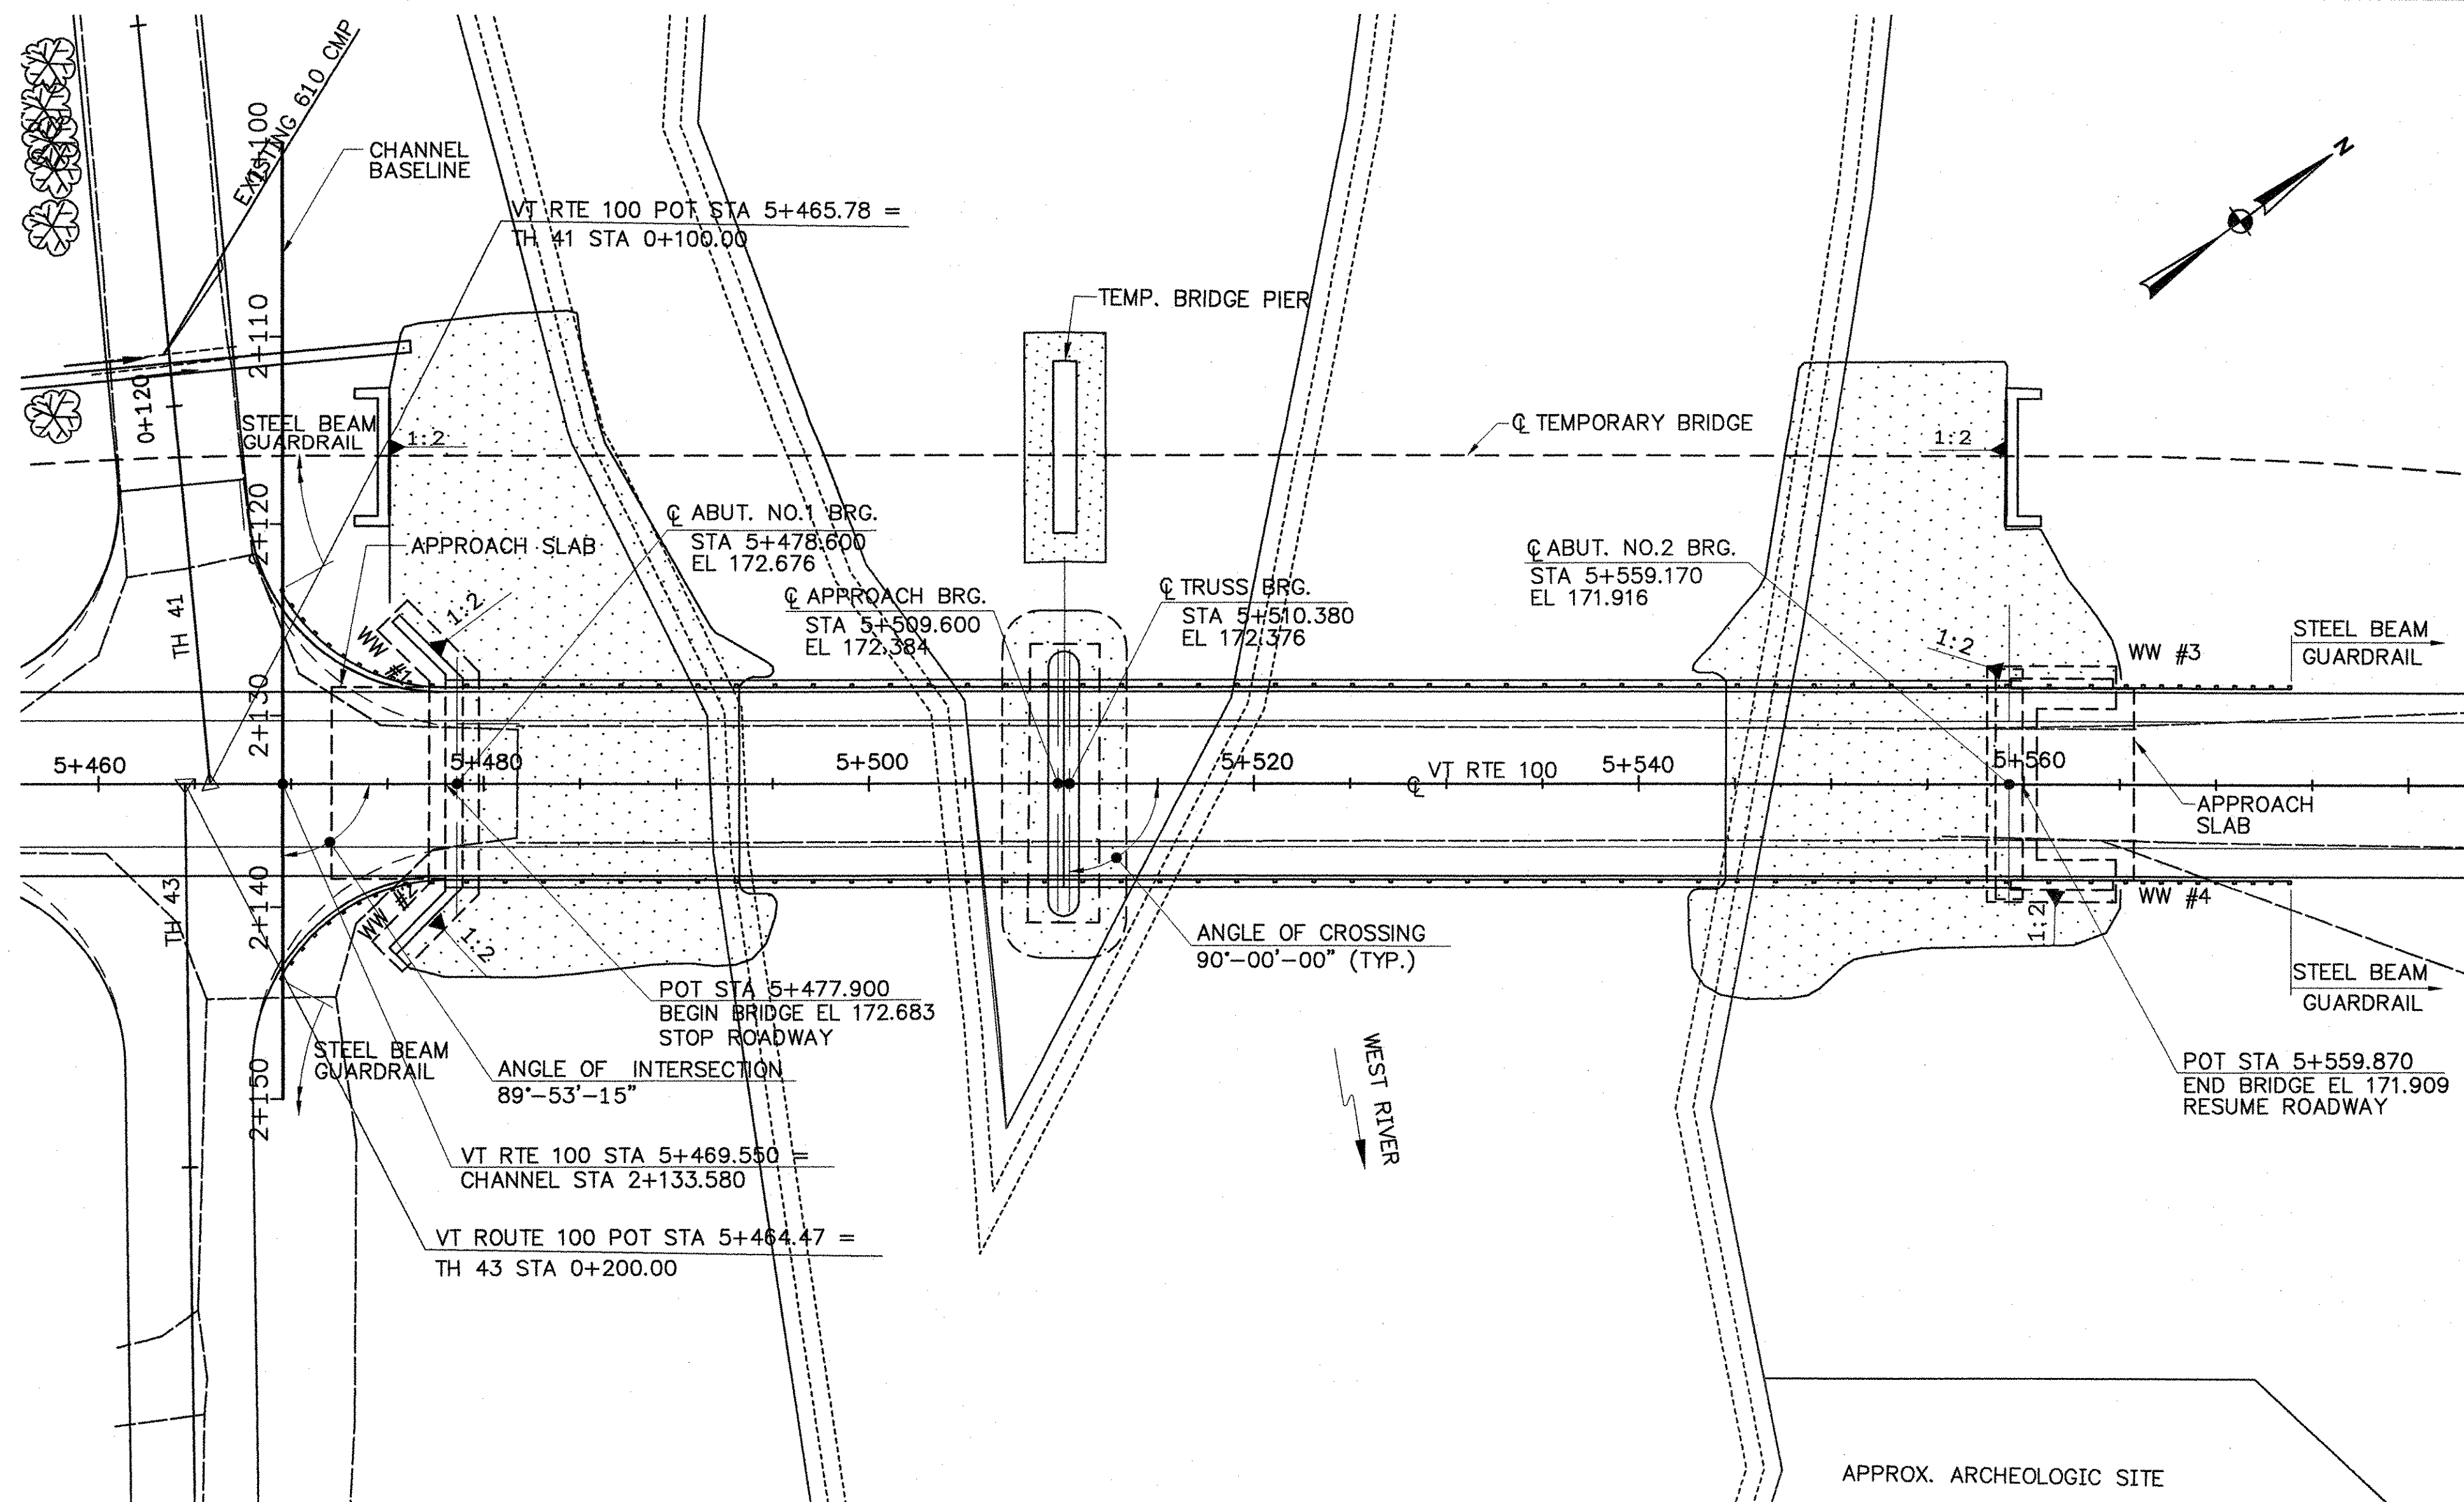 EXISTING 610 CMP
2+100
CHANNEL
BASELINE
N
VT RTE 100 POT STA 5+465.78 =
TH 41 STA 0+100.00
2+110
TEMP. BRIDGE PIER
0+120
STEEL BEAM
GUARDRAIL
1:2
℄ TEMPORARY BRIDGE
1:2
2+120
℄ ABUT. NO.1 BRG.
STA 5+478.600
EL 172.676
APPROACH SLAB
℄ ABUT. NO.2 BRG.
STA 5+559.170
EL 171.916
℄ APPROACH BRG.
STA 5+509.600
EL 172.384
℄ TRUSS BRG.
STA 5+510.380
EL 172.376
TH 41
WW #1
1:2
1:2
WW #3
STEEL BEAM
GUARDRAIL
2+130
5+460
5+480
5+500
5+520
℄ VT RTE 100
5+540
5+560
APPROACH
SLAB
TH 43
2+140
WW #2
1:2
WW #4
1:2
ANGLE OF CROSSING
90°-00'-00" (TYP.)
STEEL BEAM
GUARDRAIL
POT STA 5+477.900
BEGIN BRIDGE EL 172.683
STOP ROADWAY
STEEL BEAM
GUARDRAIL
2+150
ANGLE OF INTERSECTION
89°-53'-15"
WEST RIVER
POT STA 5+559.870
END BRIDGE EL 171.909
RESUME ROADWAY
VT RTE 100 STA 5+469.550 =
CHANNEL STA 2+133.580
VT ROUTE 100 POT STA 5+464.47 =
TH 43 STA 0+200.00
APPROX. ARCHEOLOGIC SITE